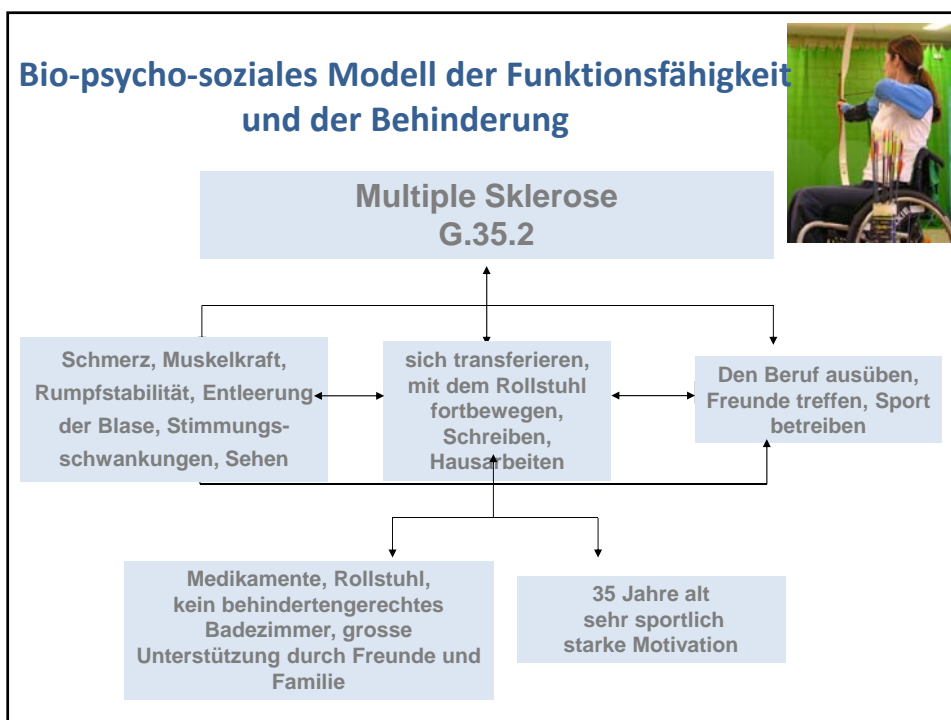 Bio-psycho-soziales Modell der Funktionsfähigkeit
und der Behinderung
Multiple Sklerose
G.35.2
Schmerz, Muskelkraft,
Rumpfstabilität, Entleerung
der Blase, Stimmungs-
schwankungen, Sehen
sich transferieren,
mit dem Rollstuhl
fortbewegen,
Schreiben,
Hausarbeiten
Den Beruf ausüben,
Freunde treffen, Sport
betreiben
Medikamente, Rollstuhl,
kein behindertengerechtes
Badezimmer, grosse
Unterstützung durch Freunde und
Familie
35 Jahre alt
sehr sportlich
starke Motivation